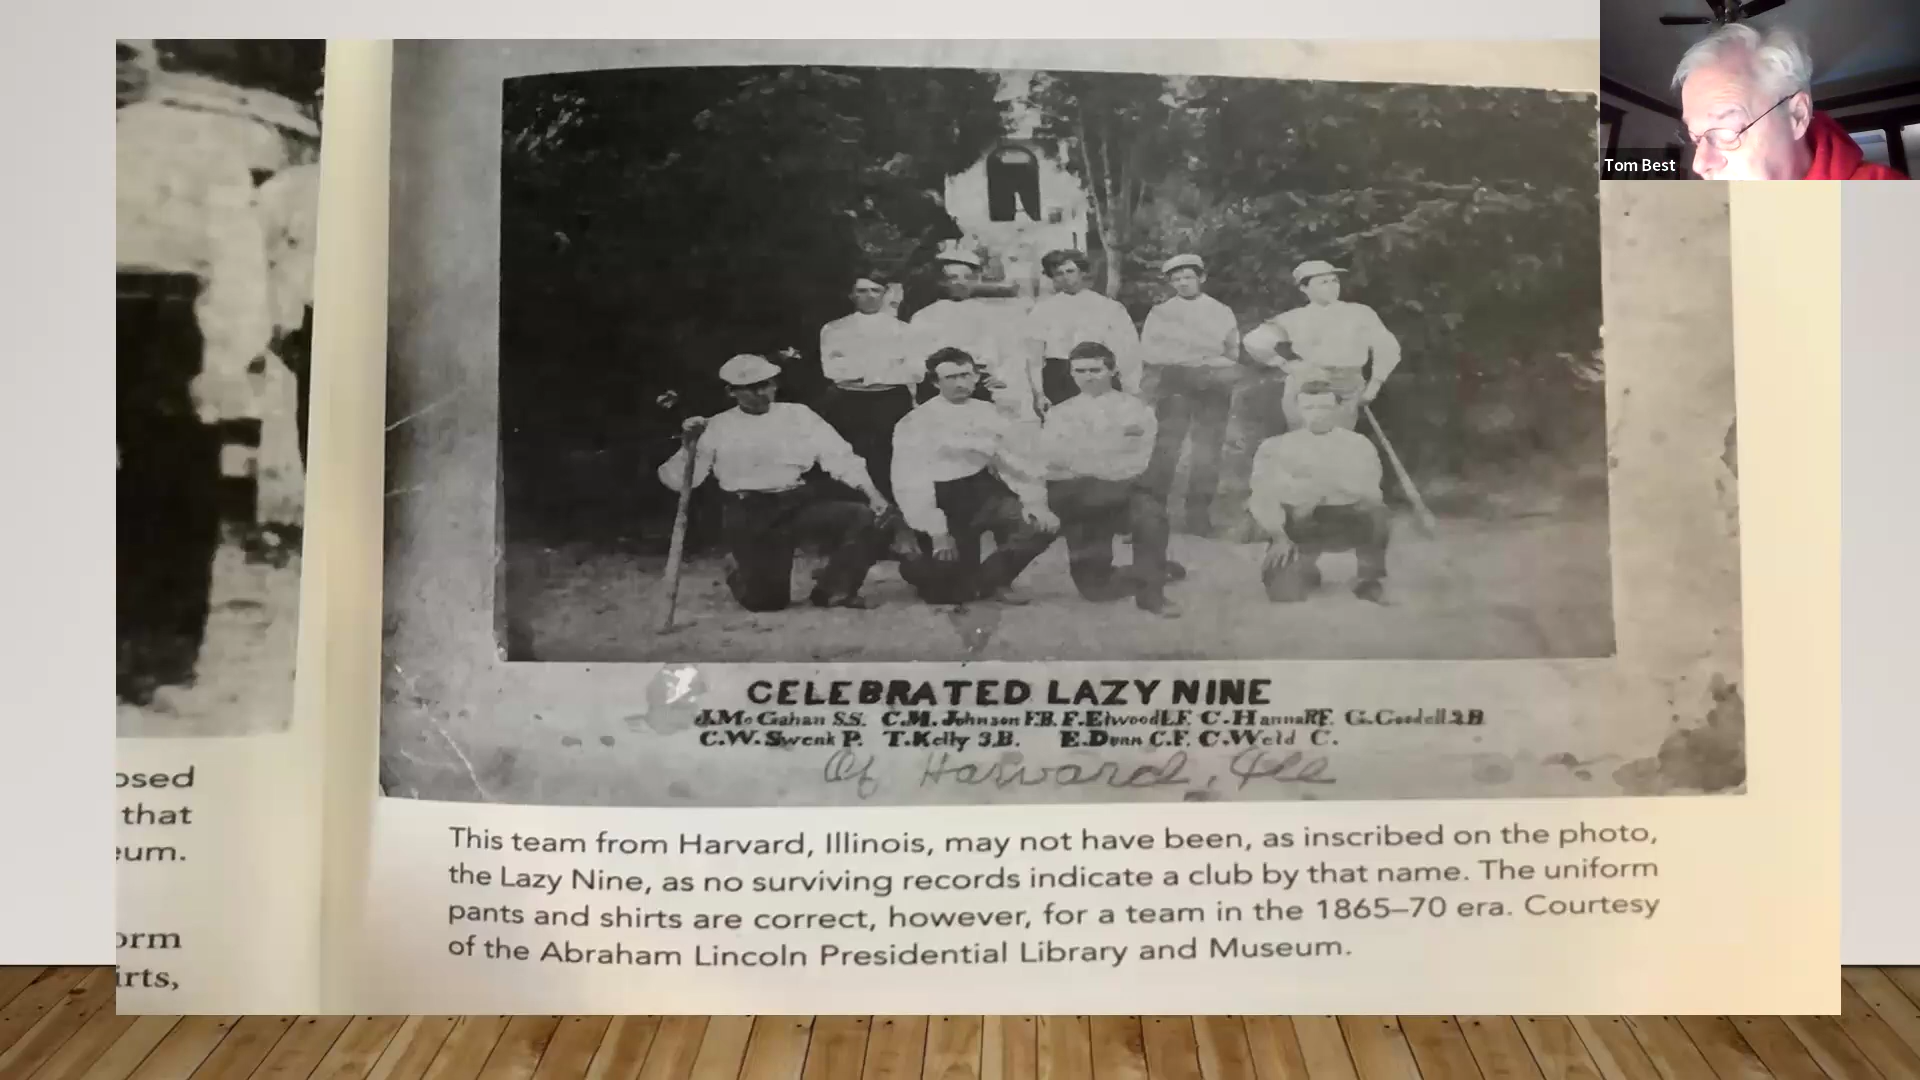 Tom Best
CELEBRATED LAZY NINE
J. McGahan S.S. C.M. Johnson F.B. F. Elwood L.F. C. Hanna R.F. G. Goodell 2B
C.W. Swenk P. T. Kelly 3.B. E. Dunn C.F. C. Weld C.
Of Harvard, Ills
This team from Harvard, Illinois, may not have been, as inscribed on the photo,
the Lazy Nine, as no surviving records indicate a club by that name. The uniform
pants and shirts are correct, however, for a team in the 1865–70 era. Courtesy
of the Abraham Lincoln Presidential Library and Museum.
osed
that
eum.
orm
irts,